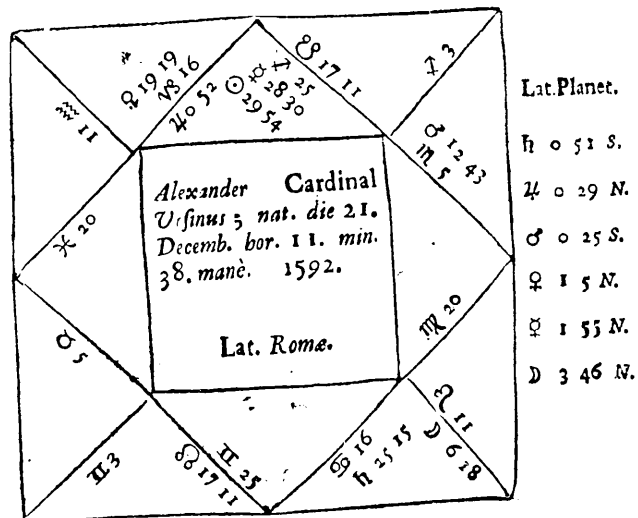 ♀ 19 19
♑ 16
♃ 0 52
☉ ☿ ♐ 25
28 30
29 54
☋ 17 11
♐ 3
♒ 11
♂ 12 43
♏ 5
♓ 20
Alexander Cardinal
Ursinus; nat. die 21.
Decemb. hor. 11. min.
38. manè. 1592.
Lat. Romæ.
♍ 20
♉ 5
♊ 3
☊ 17 11
♊ 25
♋ 16
♄ 25 15
♌ 11
☽ 6 28
Lat. Planet.
♄ 0 51 S.
♃ 0 29 N.
♂ 0 25 S.
♀ 1 5 N.
☿ 1 55 N.
☽ 3 46 N.